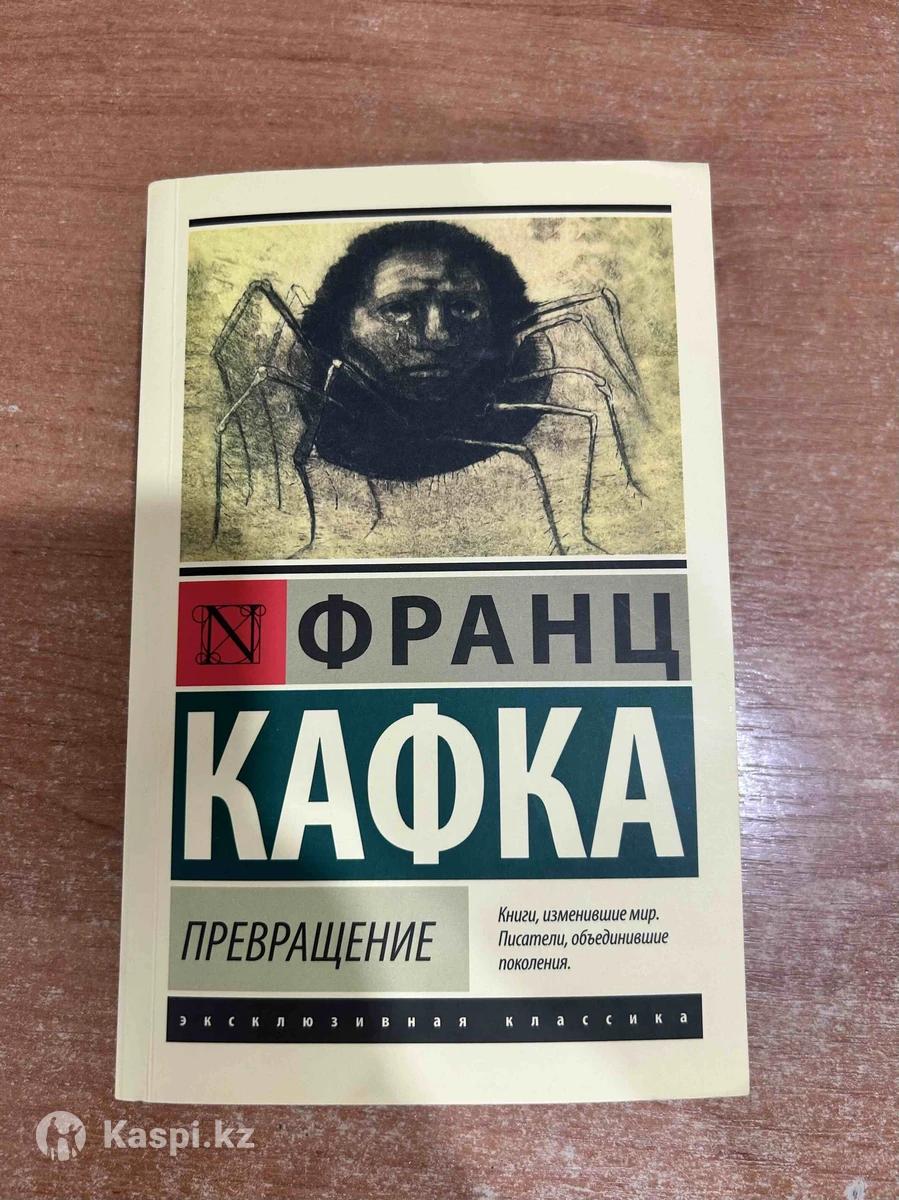 N
ФРАНЦ
КАФКА
ПРЕВРАЩЕНИЕ
Книги, изменившие мир.
Писатели, объединившие
поколения.
эксклюзивная классика
Kaspi.kz